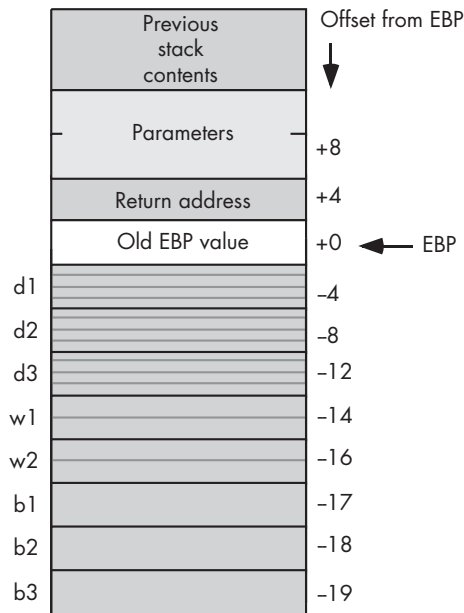 Previous
stack
contents
Offset from EBP
Parameters
+8
Return address
+4
Old EBP value
+0
EBP
d1
–4
d2
–8
d3
–12
w1
–14
w2
–16
b1
–17
b2
–18
b3
–19